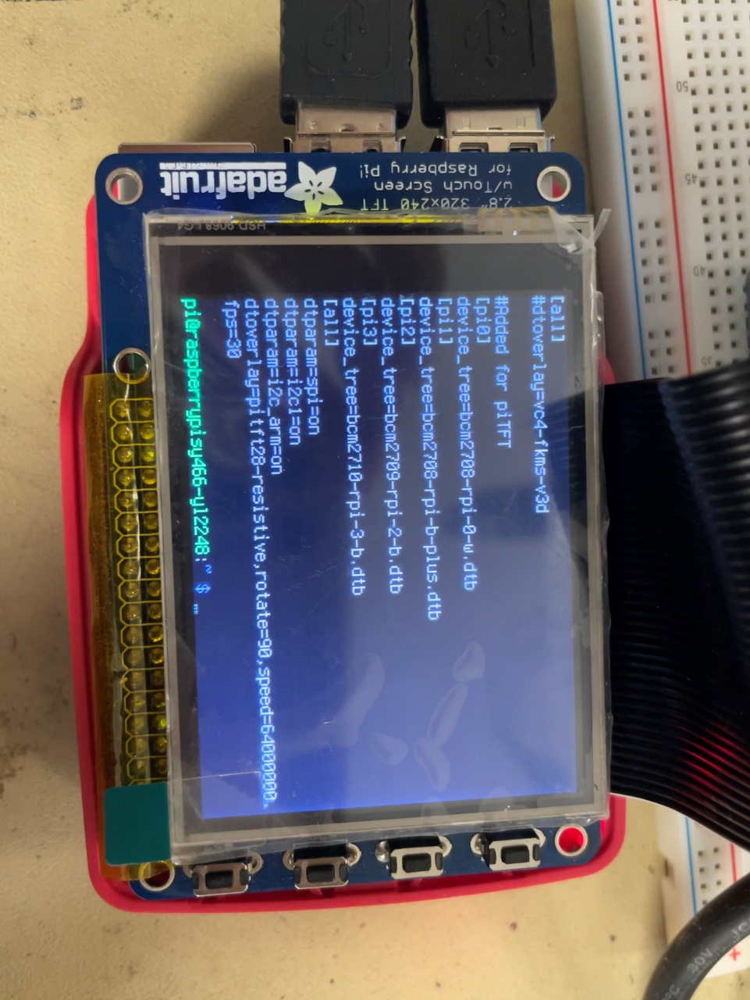 adafruit
2.8" 320x240 TFT
w/Touch Screen
for Raspberry Pi!
[all]
#dtoverlay=vc4-fkms-v3d
#Added for piTFT
[pi0]
device_tree=bcm2708-rpi-0-w.dtb
[pi1]
device_tree=bcm2708-rpi-b-plus.dtb
[pi2]
device_tree=bcm2709-rpi-2-b.dtb
[pi3]
device_tree=bcm2710-rpi-3-b.dtb
[all]
dtparam=spi=on
dtparam=i2c1=on
dtparam=i2c_arm=on
dtoverlay=pitft28-resistive,rotate=90,speed=64000000,
fps=30
pi@raspberrypisy466-yl2248:~ $ _
50
45
40
35
30V
+